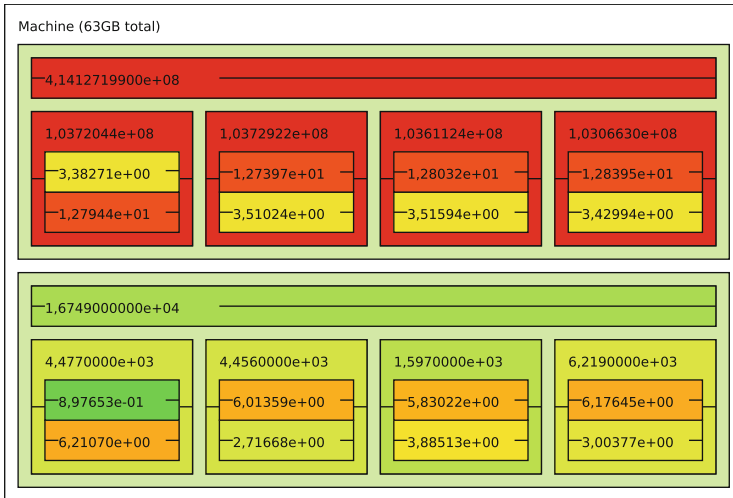 Machine (63GB total)
4,1412719900e+08
1,0372044e+08 1,0372922e+08 1,0361124e+08 1,0306630e+08
3,38271e+00 1,27397e+01 1,28032e+01 1,28395e+01
1,27944e+01 3,51024e+00 3,51594e+00 3,42994e+00
1,6749000000e+04
4,4770000e+03 4,4560000e+03 1,5970000e+03 6,2190000e+03
8,97653e-01 6,01359e+00 5,83022e+00 6,17645e+00
6,21070e+00 2,71668e+00 3,88513e+00 3,00377e+00